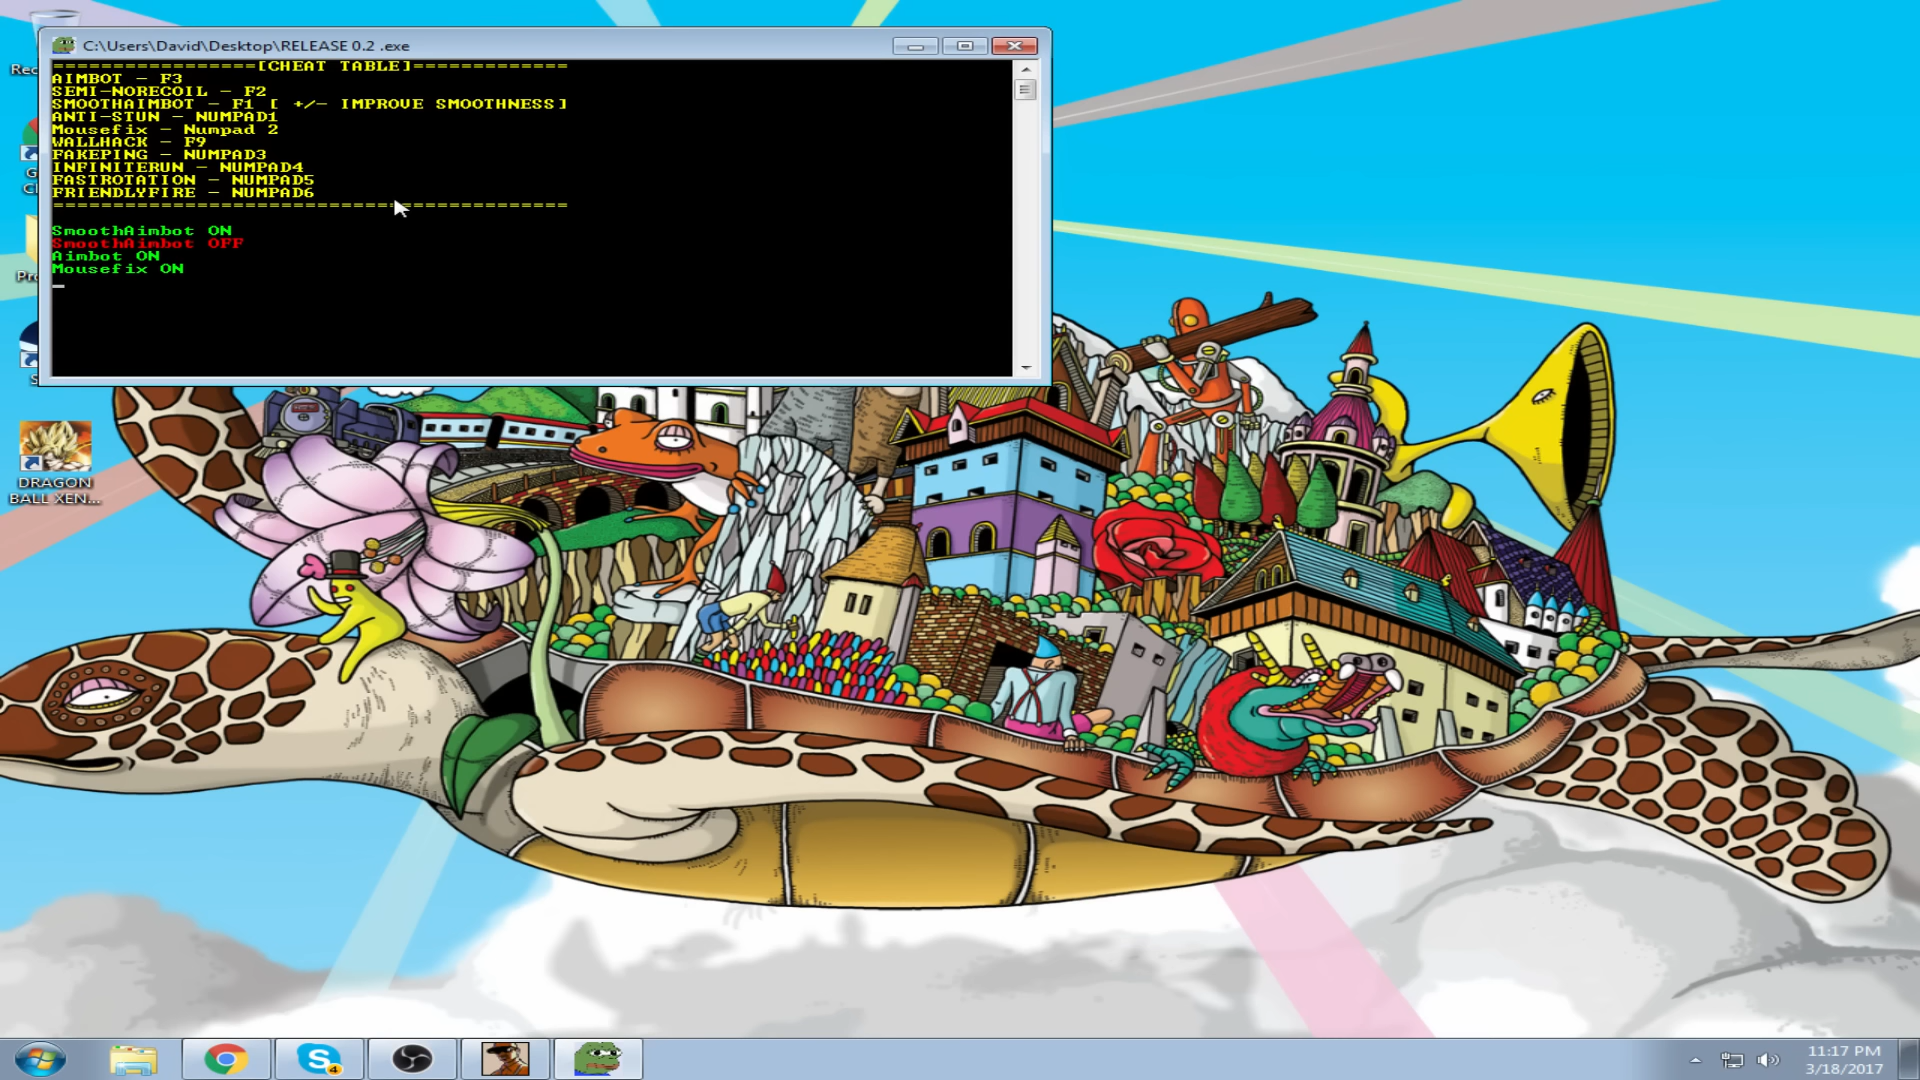 C:\Users\David\Desktop\RELEASE 0.2 .exe
=================[CHEAT TABLE]=============
AIMBOT - F3
SEMI-NORECOIL - F2
SMOOTHAIMBOT - F1 [ +/- IMPROVE SMOOTHNESS]
ANTI-STUN - NUMPAD1
Mousefix - Numpad 2
WALLHACK - F9
FAKEPING - NUMPAD3
INFINITERUN - NUMPAD4
FASTROTATION - NUMPAD5
FRIENDLYFIRE - NUMPAD6
===========================================
SmoothAimbot ON
SmoothAimbot OFF
Aimbot ON
Mousefix ON
DRAGON
BALL XEN...
4
11:17 PM
3/18/2017